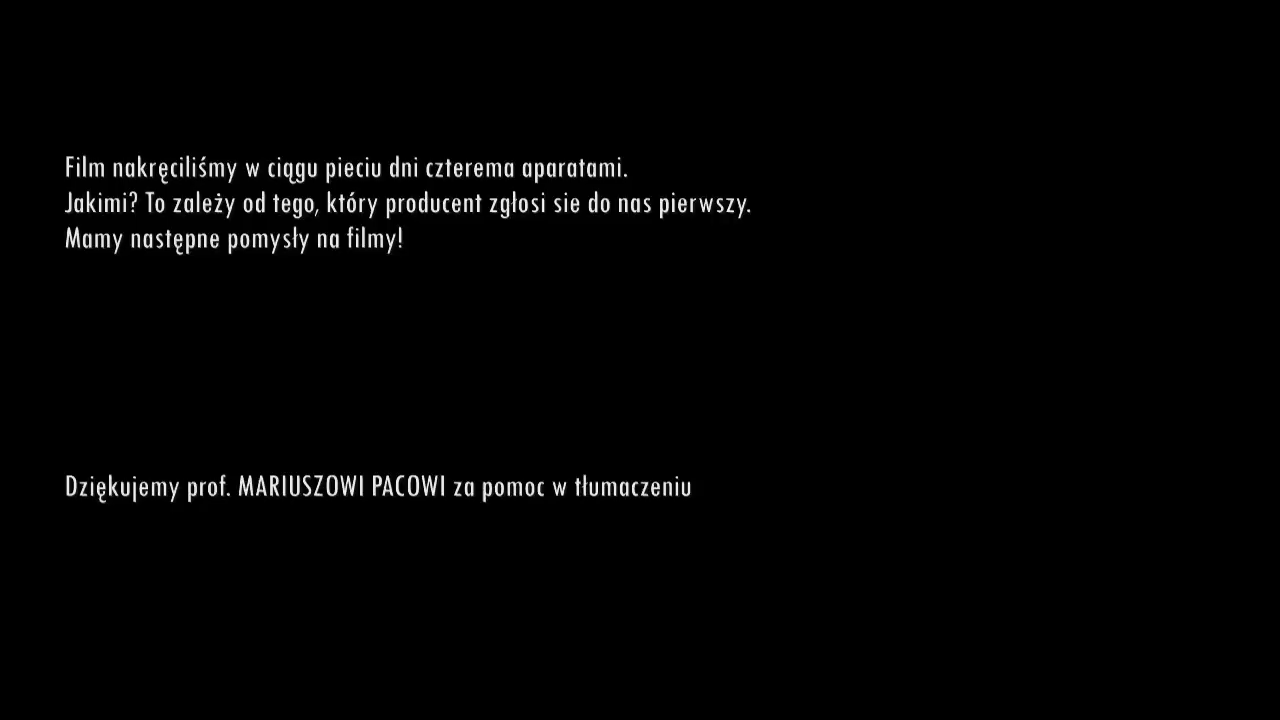 Film nakręciliśmy w ciągu pieciu dni czterema aparatami.
Jakimi? To zależy od tego, który producent zgłosi sie do nas pierwszy.
Mamy następne pomysły na filmy!
Dziękujemy prof. MARIUSZOWI PACOWI za pomoc w tłumaczeniu